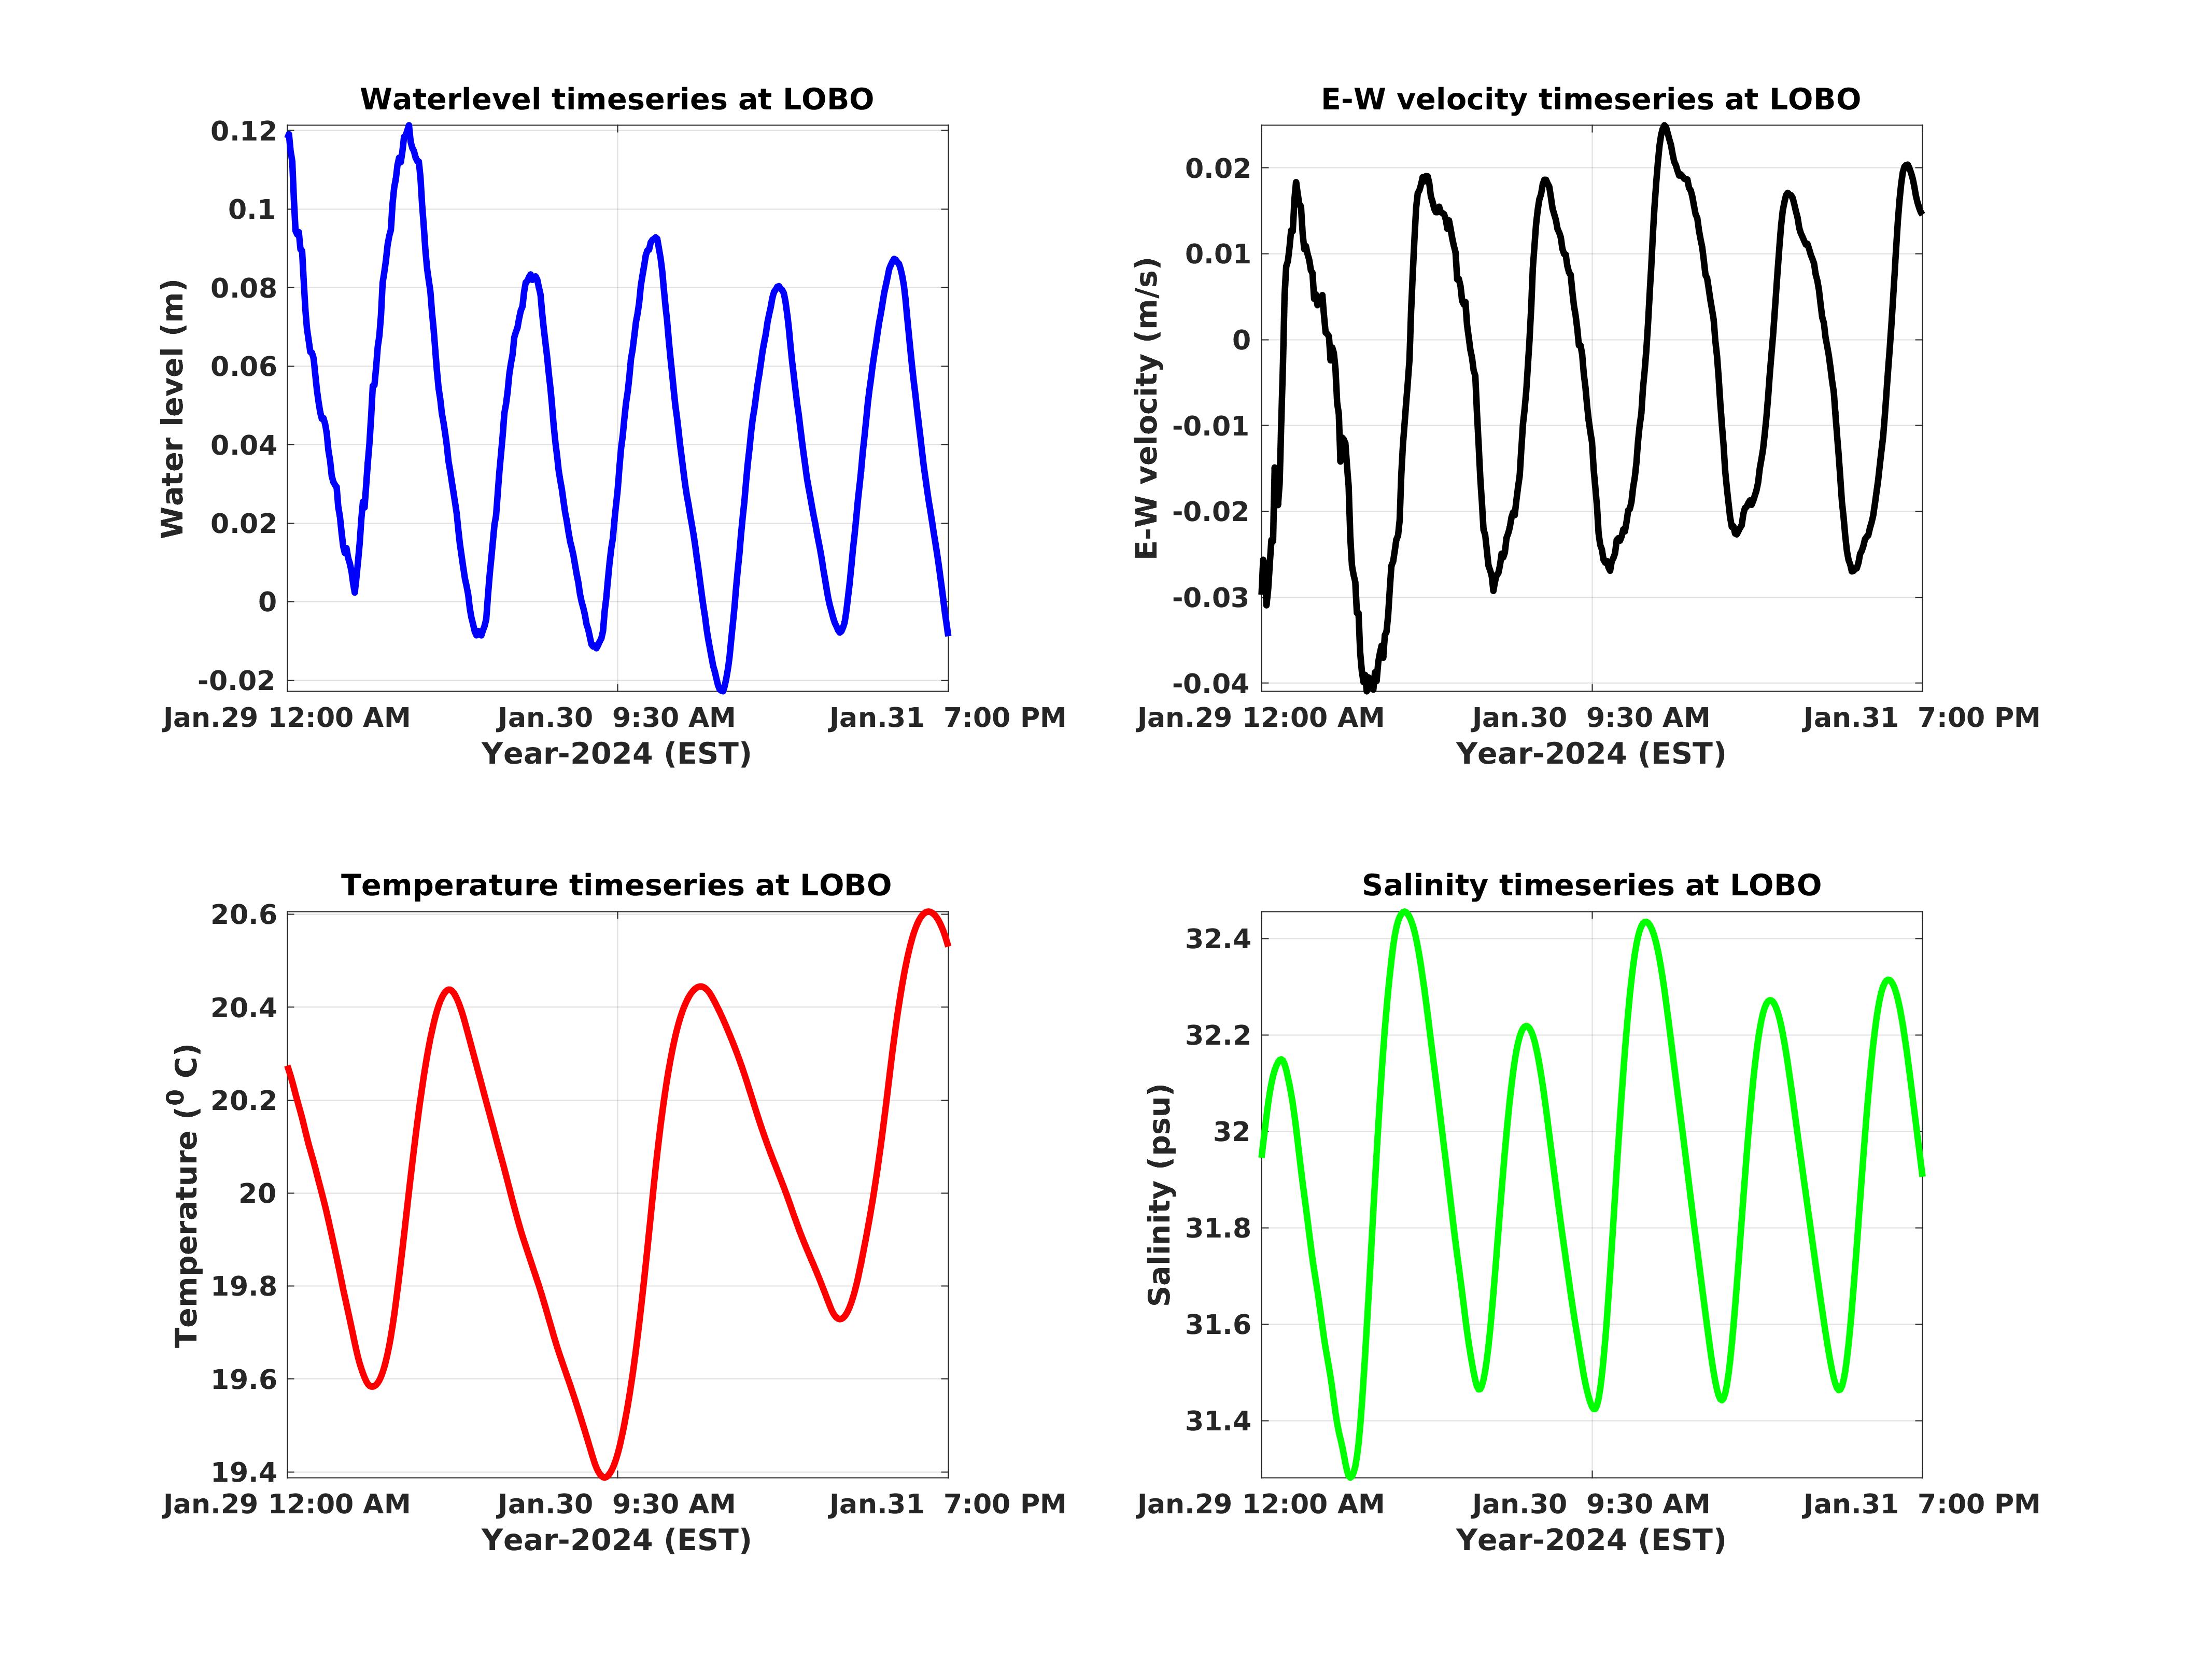 Waterlevel timeseries at LOBO
0.12
0.1
0.08
0.06
0.04
0.02
0
-0.02
Water level (m)
Jan.29 12:00 AM
Jan.30 9:30 AM
Jan.31 7:00 PM
Year-2024 (EST)
E-W velocity timeseries at LOBO
0.02
0.01
0
-0.01
-0.02
-0.03
-0.04
E-W velocity (m/s)
Jan.29 12:00 AM
Jan.30 9:30 AM
Jan.31 7:00 PM
Year-2024 (EST)
Temperature timeseries at LOBO
20.6
20.4
20.2
20
19.8
19.6
19.4
Temperature (⁰ C)
Jan.29 12:00 AM
Jan.30 9:30 AM
Jan.31 7:00 PM
Year-2024 (EST)
Salinity timeseries at LOBO
32.4
32.2
32
31.8
31.6
31.4
Salinity (psu)
Jan.29 12:00 AM
Jan.30 9:30 AM
Jan.31 7:00 PM
Year-2024 (EST)